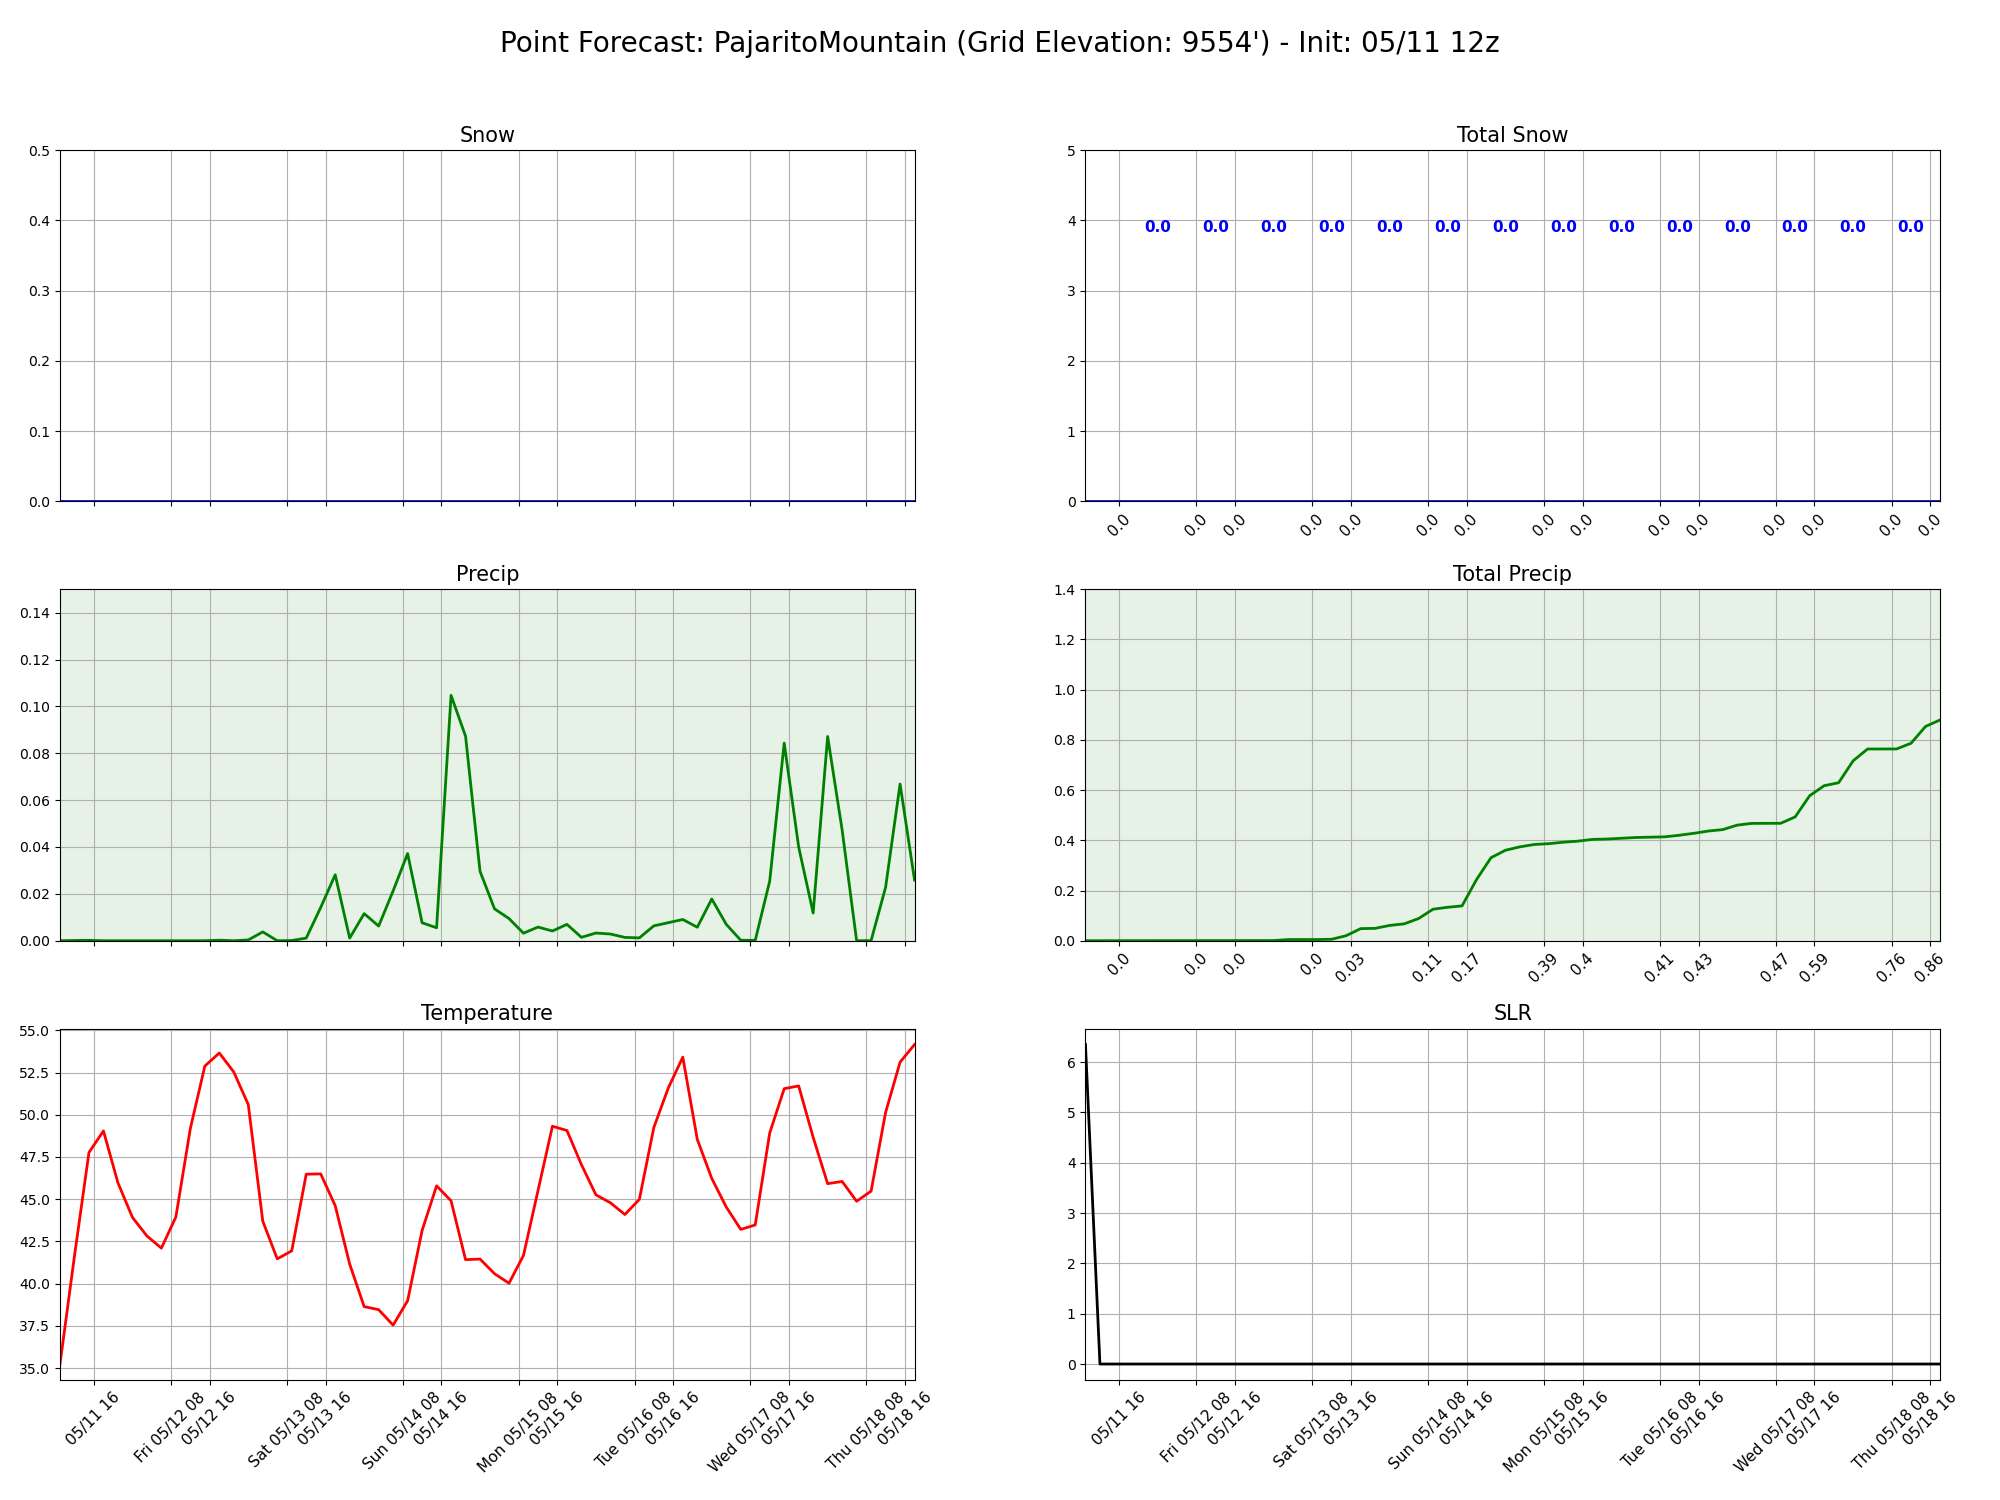 Point Forecast: PajaritoMountain (Grid Elevation: 9554') - Init: 05/11 12z
Snow
0.5
0.4
0.3
0.2
0.1
0.0
Total Snow
5
4
3
2
1
0
0.0 0.0 0.0 0.0 0.0 0.0 0.0 0.0 0.0 0.0 0.0 0.0 0.0 0.0
0.0 0.0 0.0 0.0 0.0 0.0 0.0 0.0 0.0 0.0 0.0 0.0 0.0 0.0 0.0
Precip
0.14
0.12
0.10
0.08
0.06
0.04
0.02
0.00
Total Precip
1.4
1.2
1.0
0.8
0.6
0.4
0.2
0.0
0.0 0.0 0.0 0.0 0.03 0.11 0.17 0.39 0.4 0.41 0.43 0.47 0.59 0.76 0.86
Temperature
55.0
52.5
50.0
47.5
45.0
42.5
40.0
37.5
35.0
05/11 16
Fri 05/12 08
05/12 16
Sat 05/13 08
05/13 16
Sun 05/14 08
05/14 16
Mon 05/15 08
05/15 16
Tue 05/16 08
05/16 16
Wed 05/17 08
05/17 16
Thu 05/18 08
05/18 16
SLR
6
5
4
3
2
1
0
05/11 16
Fri 05/12 08
05/12 16
Sat 05/13 08
05/13 16
Sun 05/14 08
05/14 16
Mon 05/15 08
05/15 16
Tue 05/16 08
05/16 16
Wed 05/17 08
05/17 16
Thu 05/18 08
05/18 16